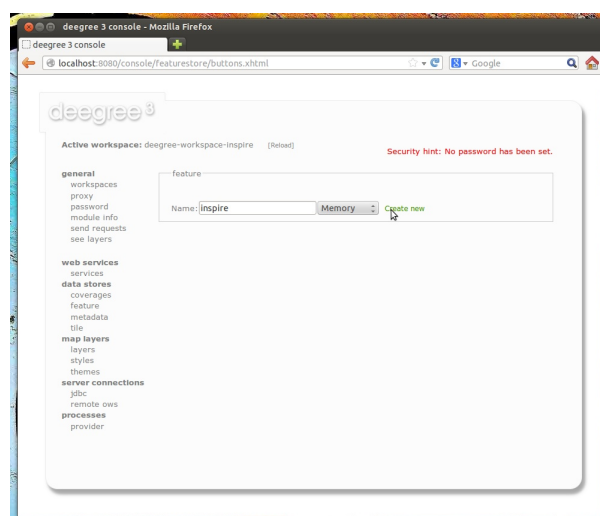 deegree 3 console - Mozilla Firefox
deegree 3 console
localhost:8080/console/featurestore/buttons.xhtml
Google
deegree 3
Active workspace: deegree-workspace-inspire [Reload]
Security hint: No password has been set.
general
workspaces
proxy
password
module info
send requests
see layers
web services
services
data stores
coverages
feature
metadata
tile
map layers
layers
styles
themes
server connections
jdbc
remote ows
processes
provider
feature
Name: inspire Memory Create new